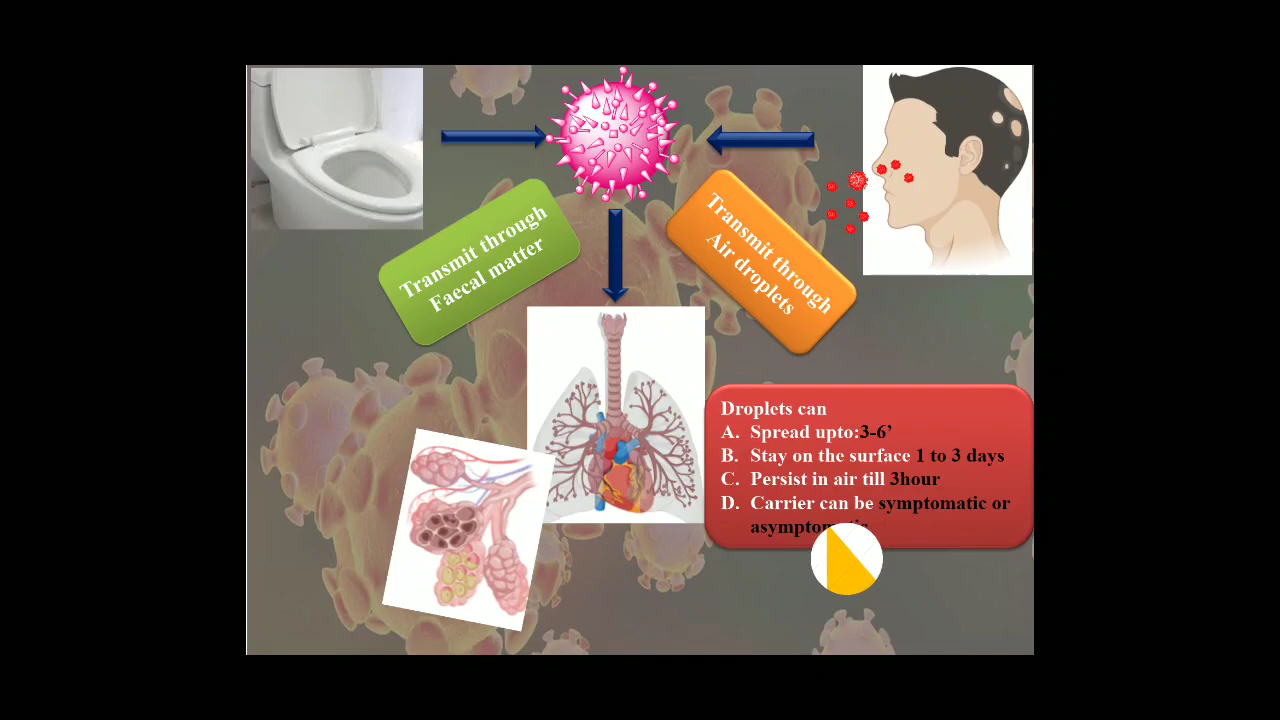 Transmit through
Faecal matter
Transmit through
Air droplets
Droplets can
A. Spread upto:3-6’
B. Stay on the surface 1 to 3 days
C. Persist in air till 3hour
D. Carrier can be symptomatic or